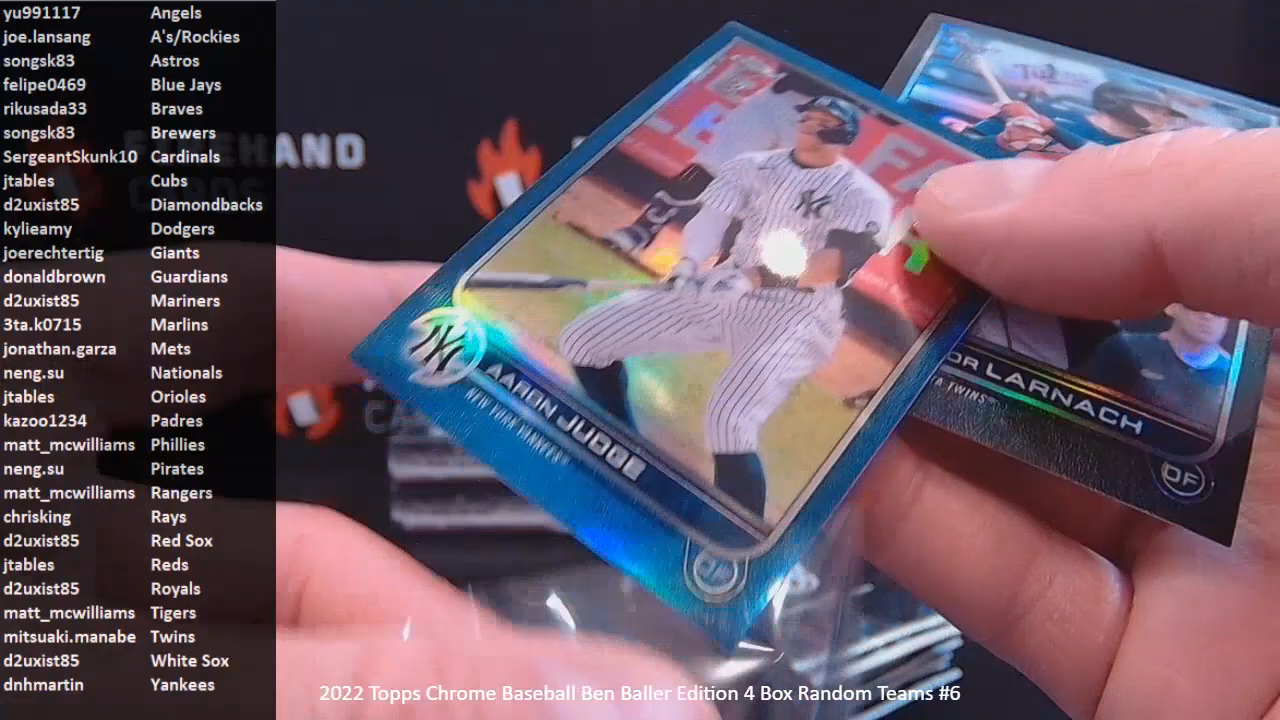 yu991117 Angels
joe.lansang A's/Rockies
songsk83 Astros
felipe0469 Blue Jays
rikusada33 Braves
songsk83 Brewers
SergeantSkunk10 Cardinals
jtables Cubs
d2uxist85 Diamondbacks
kylieamy Dodgers
joerechtertig Giants
donaldbrown Guardians
d2uxist85 Mariners
3ta.k0715 Marlins
jonathan.garza Mets
neng.su Nationals
jtables Orioles
kazoo1234 Padres
matt_mcwilliams Phillies
neng.su Pirates
matt_mcwilliams Rangers
chrisking Rays
d2uxist85 Red Sox
jtables Reds
d2uxist85 Royals
matt_mcwilliams Tigers
mitsuaki.manabe Twins
d2uxist85 White Sox
dnhmartin Yankees
NY
AARON JUDGE
NEW YORK YANKEES
OR LARNACH
TA TWINS
OF
2022 Topps Chrome Baseball Ben Baller Edition 4 Box Random Teams #6